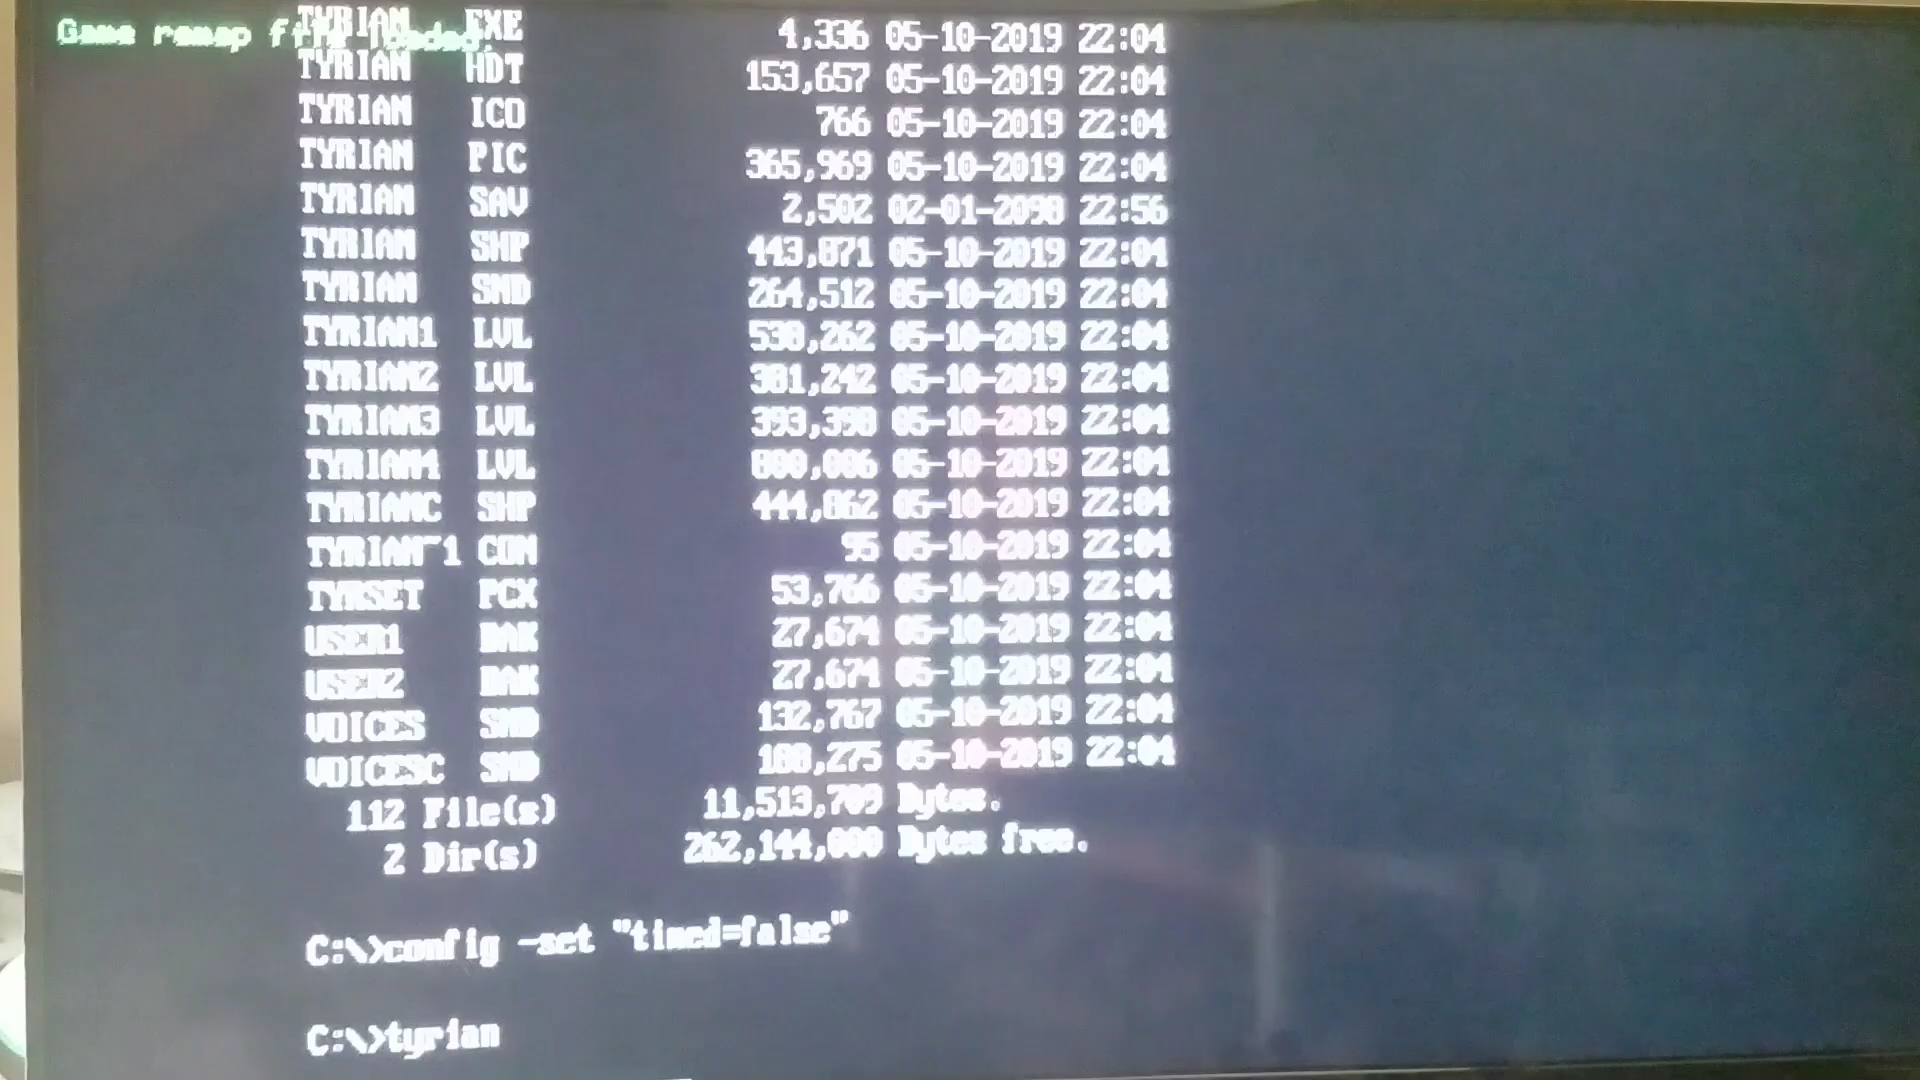 Game remap file loaded.
TYRIAN EXE 4,336 05-10-2019 22:04
TYRIAN HDT 153,657 05-10-2019 22:04
TYRIAN ICO 766 05-10-2019 22:04
TYRIAN PIC 365,969 05-10-2019 22:04
TYRIAN SAV 2,502 02-01-2098 22:56
TYRIAN SHP 443,871 05-10-2019 22:04
TYRIAN SND 264,512 05-10-2019 22:04
TYRIAN1 LVL 538,262 05-10-2019 22:04
TYRIAN2 LVL 381,242 05-10-2019 22:04
TYRIAN3 LVL 393,398 05-10-2019 22:04
TYRIAN4 LVL 05-10-2019 22:04
TYRIANC SHP 444,862 05-10-2019 22:04
TYRIAN~1 COM 95 05-10-2019 22:04
TYRSET PCX 53,766 05-10-2019 22:04
USER1 BAK 27,674 05-10-2019 22:04
USER2 BAK 27,674 05-10-2019 22:04
VOICES SND 132,767 05-10-2019 22:04
VOICESC SND 188,275 05-10-2019 22:04
112 File(s) 11,513,709 Bytes.
2 Dir(s) 262,144,000 Bytes free.
C:\>config -set "timed=false"
C:\>tyrian